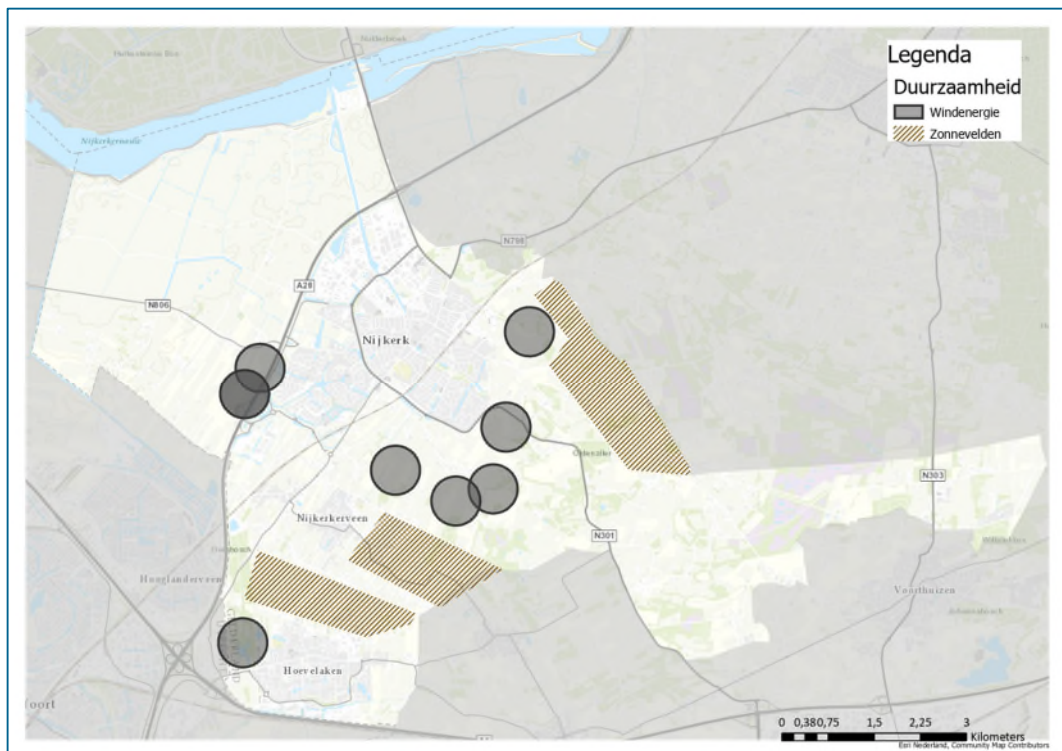 Nijkerkernauw
Legenda
Duurzaamheid
Windenergie
Zonnevelden
N798
A28
N806
Nijkerk
N303
N301
Nijkerkerveen
Hooglanderveen
Voorthuizen
Hoevelaken
foort
0 0,380,75 1,5 2,25 3
Kilometers
Esri Nederland, Community Map Contributors